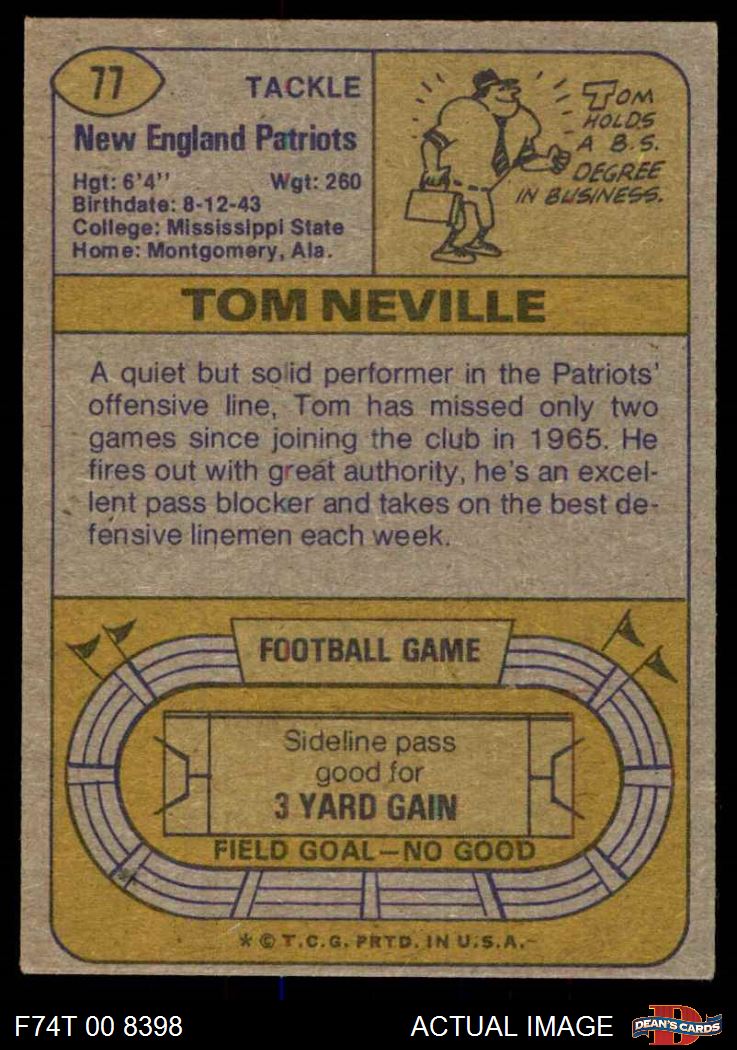 77
TACKLE
New England Patriots
Hgt: 6'4'' Wgt: 260
Birthdate: 8-12-43
College: Mississippi State
Home: Montgomery, Ala.
TOM
HOLDS
A B.S.
DEGREE
IN BUSINESS.
TOM NEVILLE
A quiet but solid performer in the Patriots'
offensive line, Tom has missed only two
games since joining the club in 1965. He
fires out with great authority, he's an excel-
lent pass blocker and takes on the best de-
fensive linemen each week.
FOOTBALL GAME
Sideline pass
good for
3 YARD GAIN
FIELD GOAL—NO GOOD
* © T.C.G. PRTD. IN U.S.A.
F74T 00 8398 ACTUAL IMAGE
D
DEAN'S CARDS